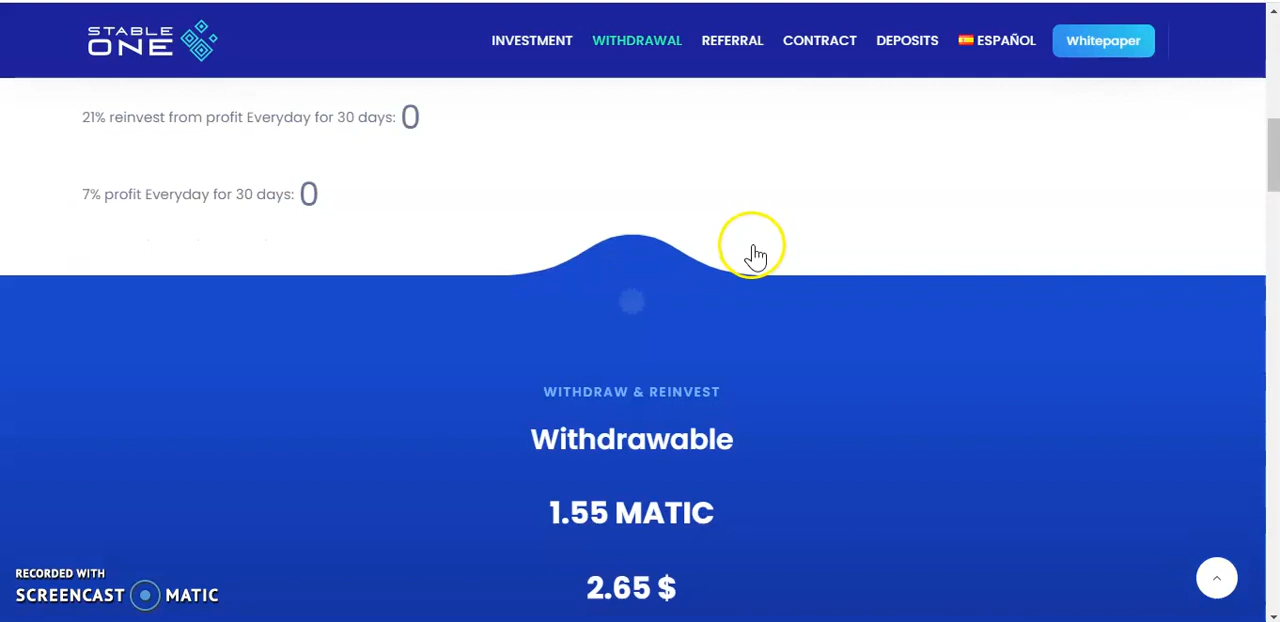 STABLE
ONE
INVESTMENT WITHDRAWAL REFERRAL CONTRACT DEPOSITS ESPAÑOL Whitepaper
21% reinvest from profit Everyday for 30 days: 0
7% profit Everyday for 30 days: 0
WITHDRAW & REINVEST
Withdrawable
1.55 MATIC
2.65 $
RECORDED WITH
SCREENCAST MATIC